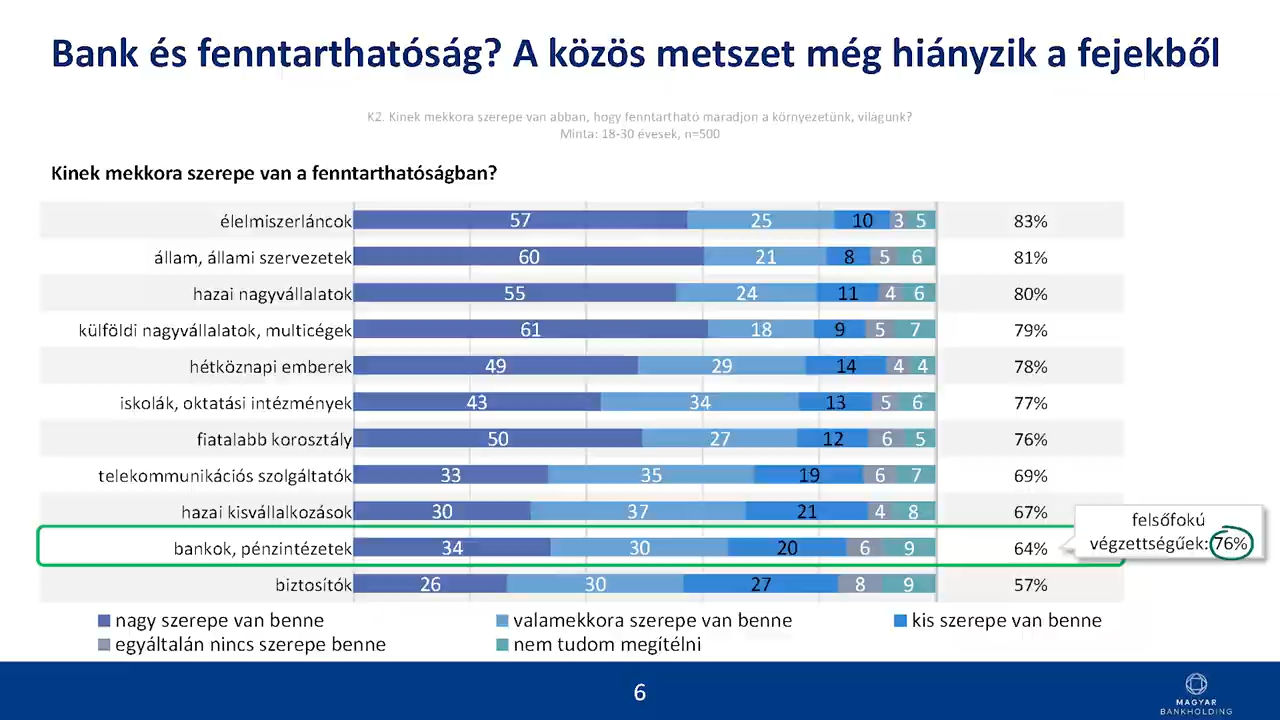 Bank és fenntarthatóság? A közös metszet még hiányzik a fejekből
K2. Kinek mekkora szerepe van abban, hogy fenntartható maradjon a környezetünk, világunk?
Minta: 18-30 évesek, n=500
Kinek mekkora szerepe van a fenntarthatóságban?
élelmiszerláncok 57 25 10 3 5 83%
állam, állami szervezetek 60 21 8 5 6 81%
hazai nagyvállalatok 55 24 11 4 6 80%
külföldi nagyvállalatok, multicégek 61 18 9 5 7 79%
hétköznapi emberek 49 29 14 4 4 78%
iskolák, oktatási intézmények 43 34 13 5 6 77%
fiatalabb korosztály 50 27 12 6 5 76%
telekommunikációs szolgáltatók 33 35 19 6 7 69%
hazai kisvállalkozások 30 37 21 4 8 67%
bankok, pénzintézetek 34 30 20 6 9 64%
felsőfokú
végzettségűek: 76%
biztosítók 26 30 27 8 9 57%
nagy szerepe van benne valamekkora szerepe van benne kis szerepe van benne
egyáltalán nincs szerepe benne nem tudom megítélni
6
MAGYAR
BANKHOLDING